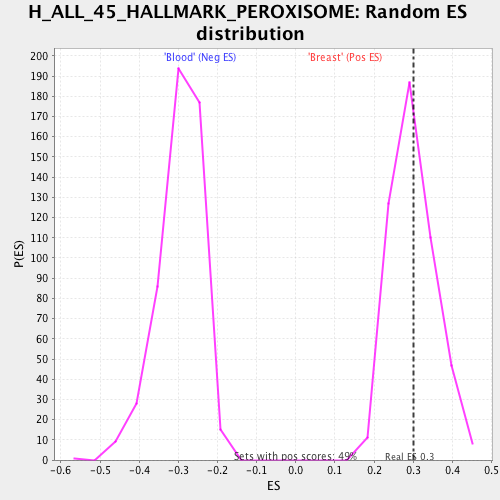 H_ALL_45_HALLMARK_PEROXISOME: Random ES
distribution
'Blood' (Neg ES)
'Breast' (Pos ES)
200
190
180
170
160
150
140
130
120
110
100
90
80
70
60
50
40
30
20
10
0
P(ES)
Sets with pos scores: 49%
Real ES 0.3
-0.6 -0.5 -0.4 -0.3 -0.2 -0.1 0.0 0.1 0.2 0.3 0.4 0.5
ES